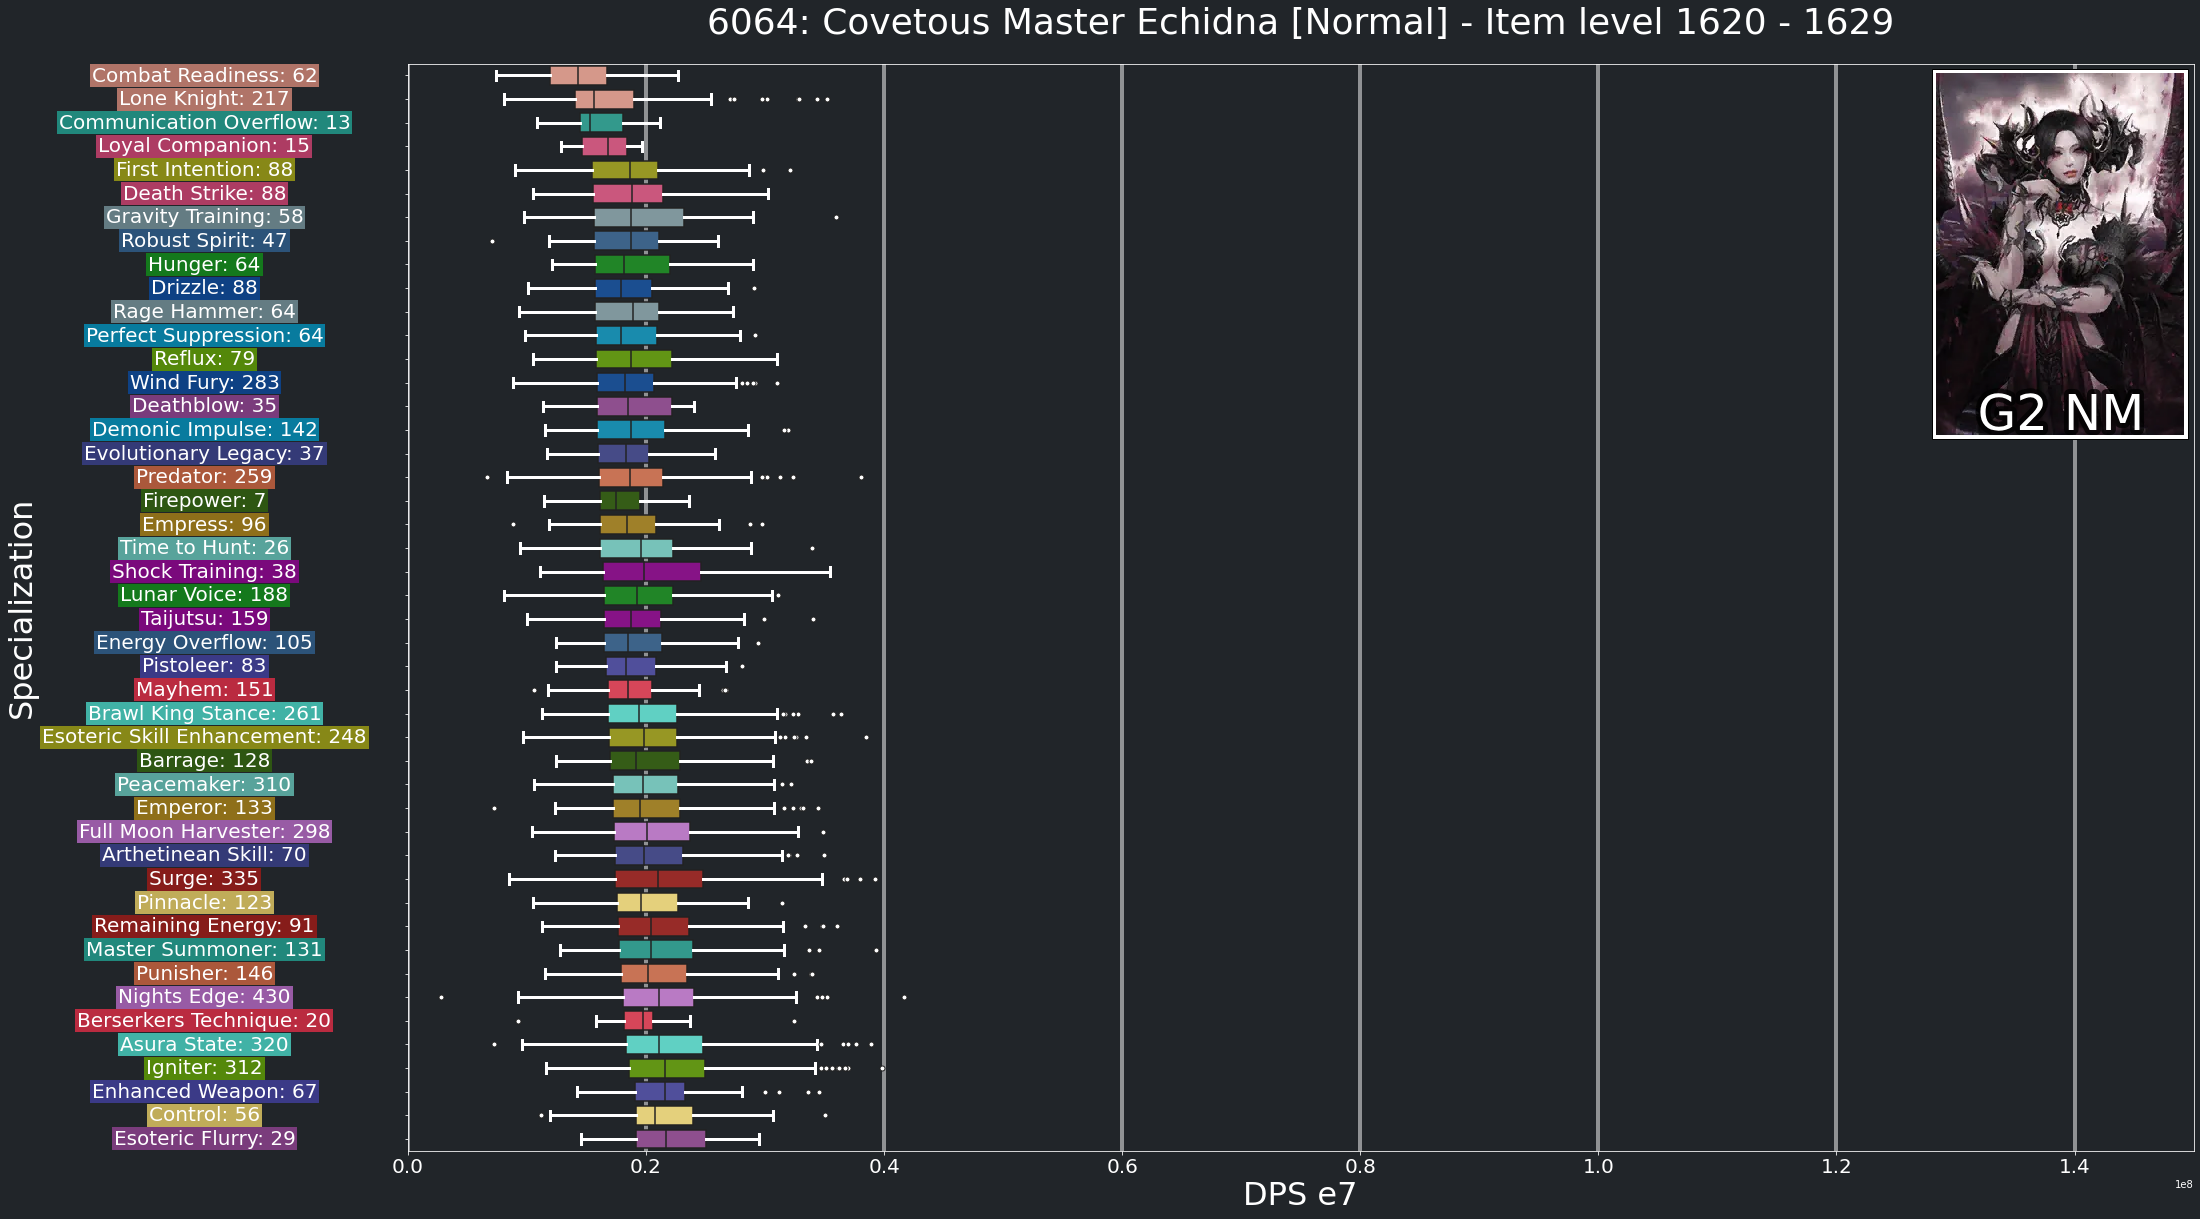 6064: Covetous Master Echidna [Normal] - Item level 1620 - 1629
Specialization
Combat Readiness: 62
Lone Knight: 217
Communication Overflow: 13
Loyal Companion: 15
First Intention: 88
Death Strike: 88
Gravity Training: 58
Robust Spirit: 47
Hunger: 64
Drizzle: 88
Rage Hammer: 64
Perfect Suppression: 64
Reflux: 79
Wind Fury: 283
Deathblow: 35
Demonic Impulse: 142
Evolutionary Legacy: 37
Predator: 259
Firepower: 7
Empress: 96
Time to Hunt: 26
Shock Training: 38
Lunar Voice: 188
Taijutsu: 159
Energy Overflow: 105
Pistoleer: 83
Mayhem: 151
Brawl King Stance: 261
Esoteric Skill Enhancement: 248
Barrage: 128
Peacemaker: 310
Emperor: 133
Full Moon Harvester: 298
Arthetinean Skill: 70
Surge: 335
Pinnacle: 123
Remaining Energy: 91
Master Summoner: 131
Punisher: 146
Nights Edge: 430
Berserkers Technique: 20
Asura State: 320
Igniter: 312
Enhanced Weapon: 67
Control: 56
Esoteric Flurry: 29
G2 NM
0.0 0.2 0.4 0.6 0.8 1.0 1.2 1.4
1e8
DPS e7